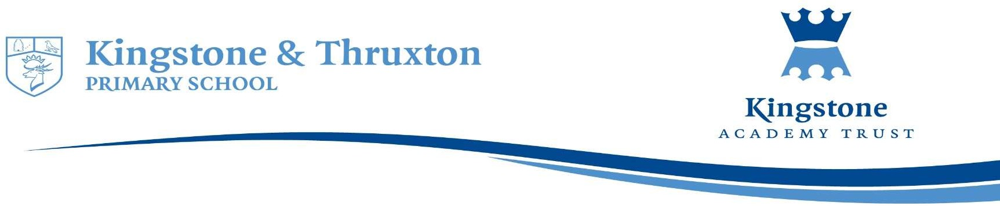 Kingstone & Thruxton
PRIMARY SCHOOL
Kingstone
ACADEMY TRUST